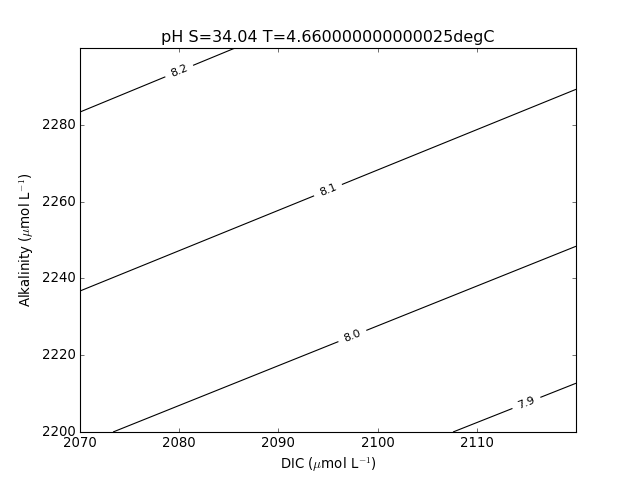 pH S=34.04 T=4.660000000000025degC
8.2
2280
8.1
2260
Alkalinity (μmol L⁻¹)
2240
8.0
2220
7.9
2200
2070 2080 2090 2100 2110
DIC (μmol L⁻¹)